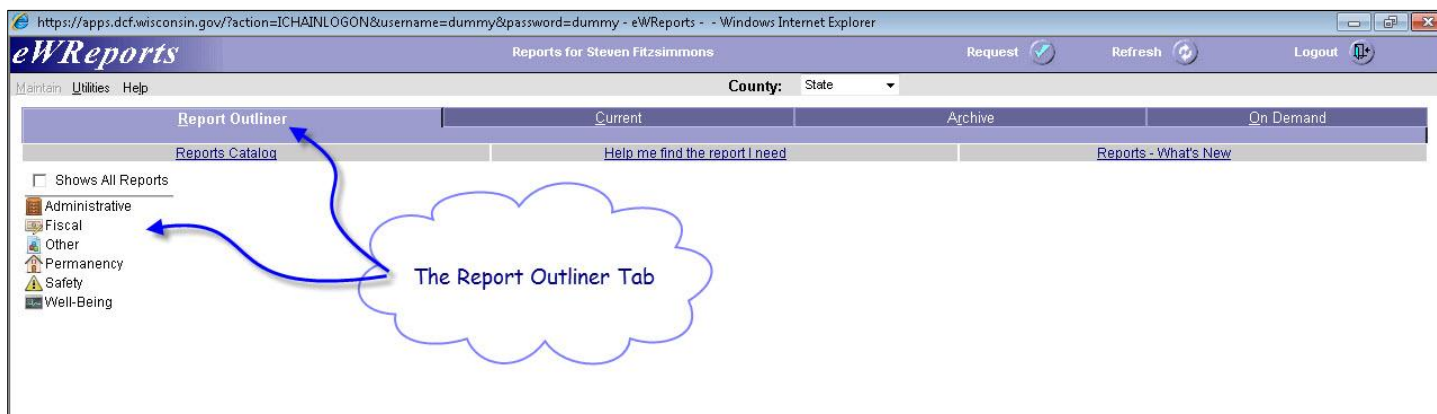 https://apps.dcf.wisconsin.gov/?action=ICHAINLOGON&username=dummy&password=dummy - eWReports - - Windows Internet Explorer
eWReports Reports for Steven Fitzsimmons Request Refresh Logout
Maintain Utilities Help County: State
Report Outliner Current Archive On Demand
Reports Catalog Help me find the report I need Reports - What's New
Shows All Reports
Administrative
Fiscal
Other
Permanency
Safety
Well-Being
The Report Outliner Tab